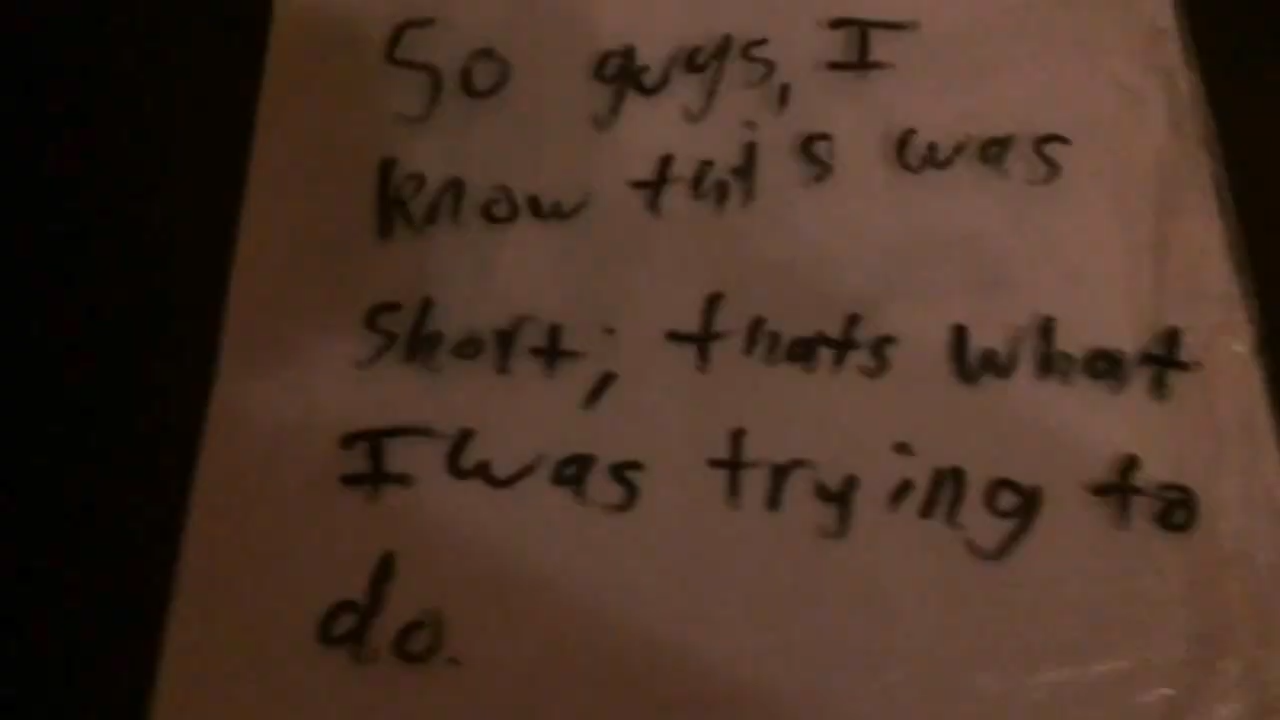 So guys, I
know this was
short; thats what
I was trying to
do.